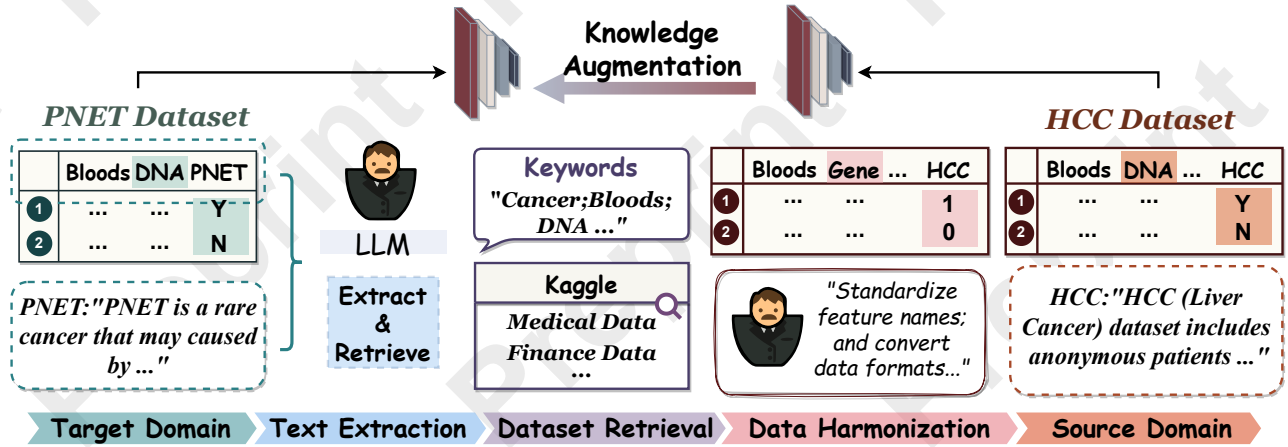 Knowledge
Augmentation
PNET Dataset
HCC Dataset
Bloods DNA PNET
1 ... ... Y
2 ... ... N
PNET:"PNET is a rare
cancer that may caused
by ..."
LLM
Extract
&
Retrieve
Keywords
"Cancer;Bloods;
DNA ..."
Kaggle
Medical Data
Finance Data
...
Bloods Gene ... HCC
1 ... ... 1
2 ... ... 0
"Standardize
feature names;
and convert
data formats..."
Bloods DNA ... HCC
1 ... ... Y
2 ... ... N
HCC:"HCC (Liver
Cancer) dataset includes
anonymous patients ..."
Target Domain
Text Extraction
Dataset Retrieval
Data Harmonization
Source Domain
Preprint
Preprint
Preprint